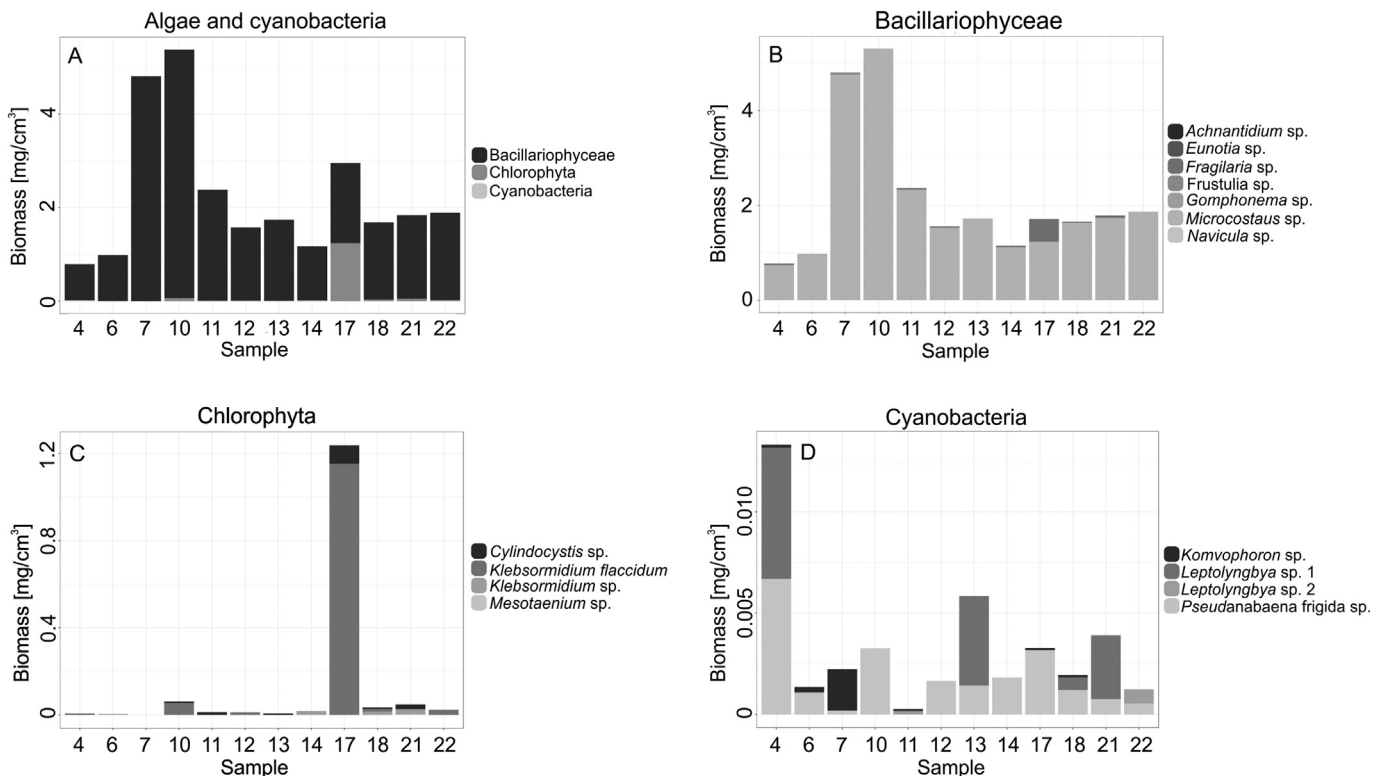 Algae and cyanobacteria
A
Biomass [mg/cm³]
4
2
0
4 6 7 10 11 12 13 14 17 18 21 22
Sample
Bacillariophyceae
Chlorophyta
Cyanobacteria
Bacillariophyceae
B
Biomass [mg/cm³]
4
2
0
4 6 7 10 11 12 13 14 17 18 21 22
Sample
Achnantidium sp.
Eunotia sp.
Fragilaria sp.
Frustulia sp.
Gomphonema sp.
Microcostaus sp.
Navicula sp.
Chlorophyta
C
Biomass [mg/cm³]
1.2
0.8
0.4
0
4 6 7 10 11 12 13 14 17 18 21 22
Sample
Cylindocystis sp.
Klebsormidium flaccidum
Klebsormidium sp.
Mesotaenium sp.
Cyanobacteria
D
Biomass [mg/cm³]
0.010
0.005
0
4 6 7 10 11 12 13 14 17 18 21 22
Sample
Komvophoron sp.
Leptolyngbya sp. 1
Leptolyngbya sp. 2
Pseudanabaena frigida sp.